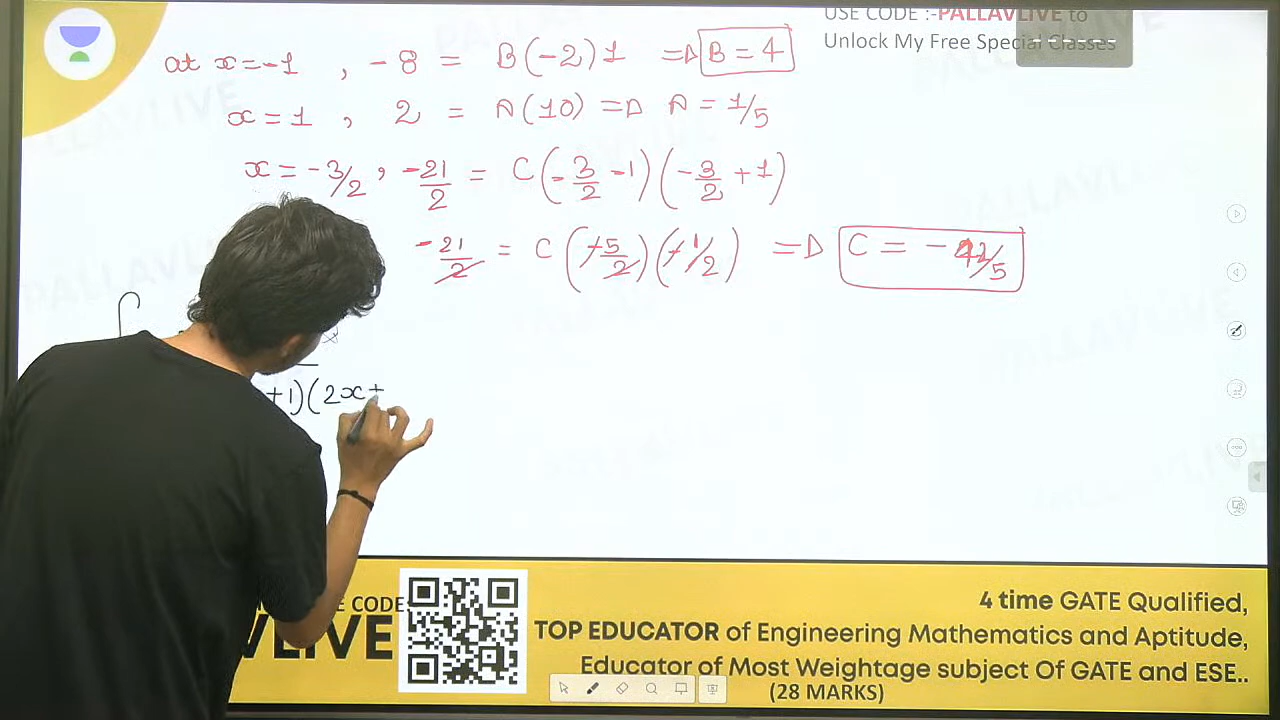 USE CODE :-PALLAVLIVE to
Unlock My Free Special Classes
at x=-1 , -8 = B(-2)1 ⇒ B = 4
x=1 , 2 = A(10) ⇒ A = 1/5
x=-3/2 , -21/2 = C(-3/2 -1)(-3/2 +1)
-21/2 = C(-5/2)(-1/2) ⇒ C = -42/5
∫
+1)(2x+
E CODE:
VLIVE
4 time GATE Qualified,
TOP EDUCATOR of Engineering Mathematics and Aptitude,
Educator of Most Weightage subject Of GATE and ESE..
(28 MARKS)